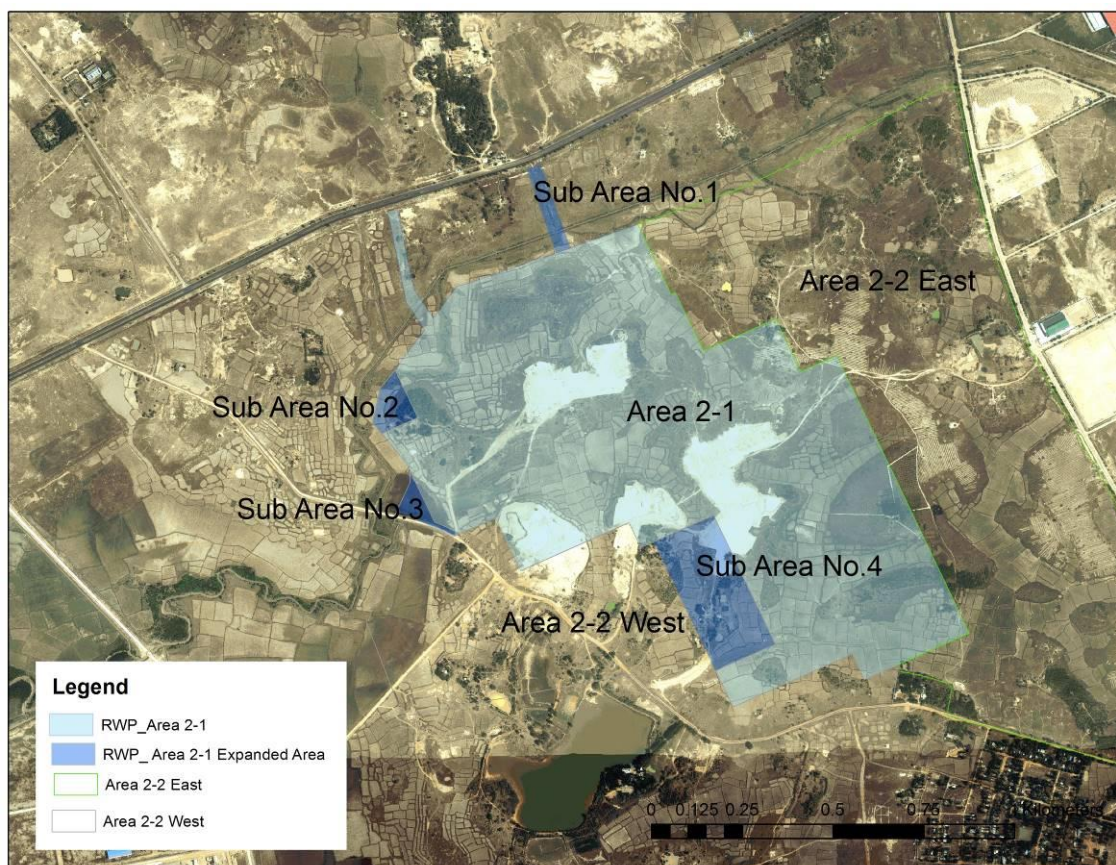 Sub Area No.1
Area 2-2 East
Sub Area No.2
Area 2-1
Sub Area No.3
Sub Area No.4
Area 2-2 West
Legend
RWP_Area 2-1
RWP_ Area 2-1 Expanded Area
Area 2-2 East
Area 2-2 West
0 0.125 0.25 0.5 0.75 1 Kilometers